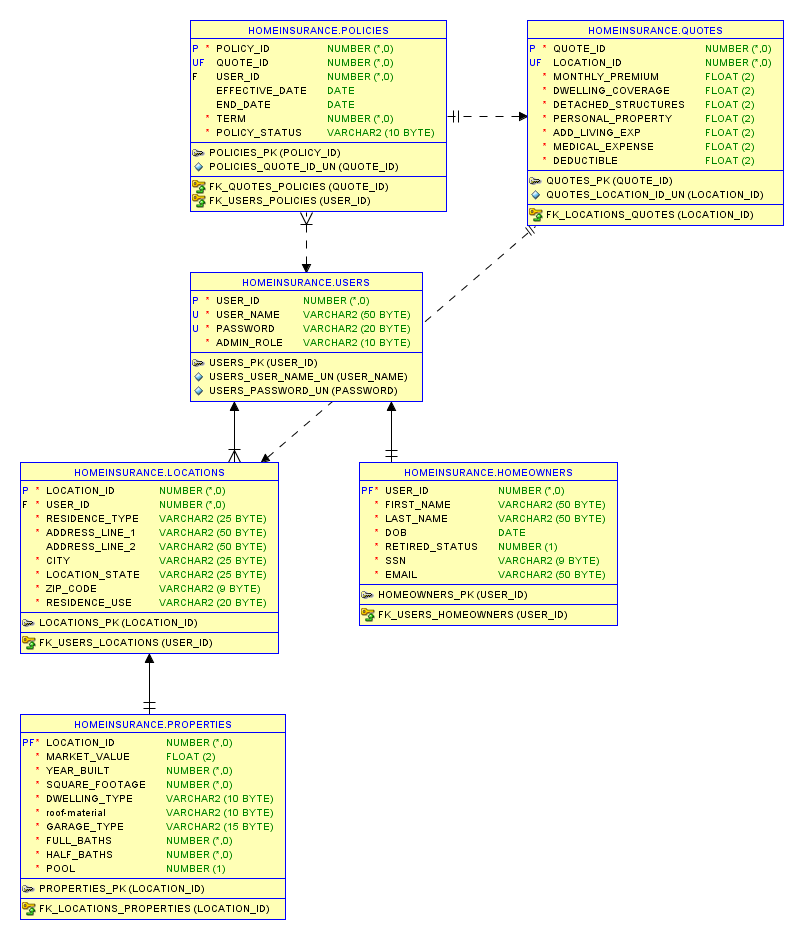 HOMEINSURANCE.POLICIES
P * POLICY_ID NUMBER (*,0)
UF QUOTE_ID NUMBER (*,0)
F USER_ID NUMBER (*,0)
EFFECTIVE_DATE DATE
END_DATE DATE
* TERM NUMBER (*,0)
* POLICY_STATUS VARCHAR2 (10 BYTE)
POLICIES_PK (POLICY_ID)
POLICIES_QUOTE_ID_UN (QUOTE_ID)
FK_QUOTES_POLICIES (QUOTE_ID)
FK_USERS_POLICIES (USER_ID)
HOMEINSURANCE.QUOTES
P * QUOTE_ID NUMBER (*,0)
UF LOCATION_ID NUMBER (*,0)
* MONTHLY_PREMIUM FLOAT (2)
* DWELLING_COVERAGE FLOAT (2)
* DETACHED_STRUCTURES FLOAT (2)
* PERSONAL_PROPERTY FLOAT (2)
* ADD_LIVING_EXP FLOAT (2)
* MEDICAL_EXPENSE FLOAT (2)
* DEDUCTIBLE FLOAT (2)
QUOTES_PK (QUOTE_ID)
QUOTES_LOCATION_ID_UN (LOCATION_ID)
FK_LOCATIONS_QUOTES (LOCATION_ID)
HOMEINSURANCE.USERS
P * USER_ID NUMBER (*,0)
U * USER_NAME VARCHAR2 (50 BYTE)
U * PASSWORD VARCHAR2 (20 BYTE)
* ADMIN_ROLE VARCHAR2 (10 BYTE)
USERS_PK (USER_ID)
USERS_USER_NAME_UN (USER_NAME)
USERS_PASSWORD_UN (PASSWORD)
HOMEINSURANCE.LOCATIONS
P * LOCATION_ID NUMBER (*,0)
F * USER_ID NUMBER (*,0)
* RESIDENCE_TYPE VARCHAR2 (25 BYTE)
* ADDRESS_LINE_1 VARCHAR2 (50 BYTE)
ADDRESS_LINE_2 VARCHAR2 (50 BYTE)
* CITY VARCHAR2 (25 BYTE)
* LOCATION_STATE VARCHAR2 (25 BYTE)
* ZIP_CODE VARCHAR2 (9 BYTE)
* RESIDENCE_USE VARCHAR2 (20 BYTE)
LOCATIONS_PK (LOCATION_ID)
FK_USERS_LOCATIONS (USER_ID)
HOMEINSURANCE.HOMEOWNERS
PF* USER_ID NUMBER (*,0)
* FIRST_NAME VARCHAR2 (50 BYTE)
* LAST_NAME VARCHAR2 (50 BYTE)
* DOB DATE
* RETIRED_STATUS NUMBER (1)
* SSN VARCHAR2 (9 BYTE)
* EMAIL VARCHAR2 (50 BYTE)
HOMEOWNERS_PK (USER_ID)
FK_USERS_HOMEOWNERS (USER_ID)
HOMEINSURANCE.PROPERTIES
PF* LOCATION_ID NUMBER (*,0)
* MARKET_VALUE FLOAT (2)
* YEAR_BUILT NUMBER (*,0)
* SQUARE_FOOTAGE NUMBER (*,0)
* DWELLING_TYPE VARCHAR2 (10 BYTE)
* roof-material VARCHAR2 (10 BYTE)
* GARAGE_TYPE VARCHAR2 (15 BYTE)
* FULL_BATHS NUMBER (*,0)
* HALF_BATHS NUMBER (*,0)
* POOL NUMBER (1)
PROPERTIES_PK (LOCATION_ID)
FK_LOCATIONS_PROPERTIES (LOCATION_ID)